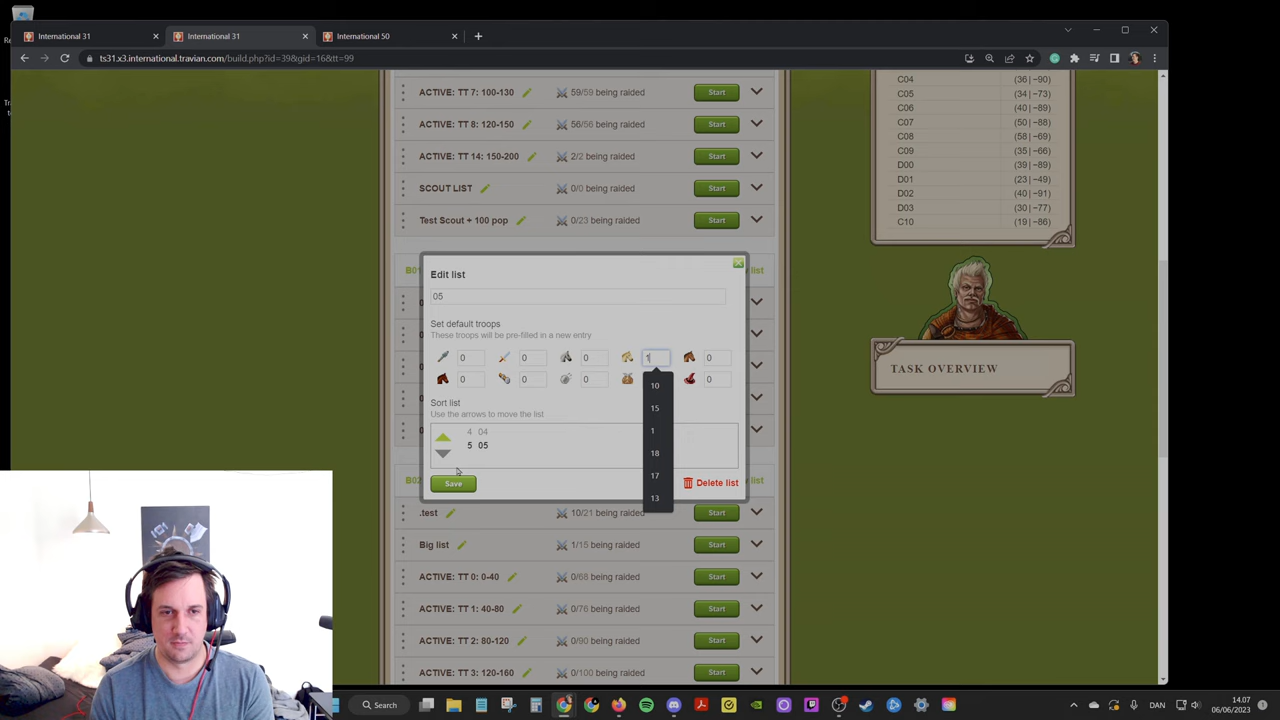 International 31
International 31
International 50
ts31.x3.international.travian.com/build.php?id=39&gid=16&tt=99
ACTIVE: TT 7: 100-130 59/59 being raided Start
ACTIVE: TT 8: 120-150 56/56 being raided Start
ACTIVE: TT 14: 150-200 2/2 being raided Start
SCOUT LIST 0/0 being raided Start
Test Scout + 100 pop 0/23 being raided Start
B01
list
Edit list
05
Set default troops
These troops will be pre-filled in a new entry
0 0 0 1 0
0 0 0 0
Sort list
Use the arrows to move the list
4 04
5 05
Save
Delete list
10
15
1
18
17
13
B02
list
.test 10/21 being raided Start
Big list 1/15 being raided Start
ACTIVE: TT 0: 0-40 0/68 being raided Start
ACTIVE: TT 1: 40-80 0/76 being raided Start
ACTIVE: TT 2: 80-120 0/90 being raided Start
ACTIVE: TT 3: 120-160 0/100 being raided Start
C04 (36|-90)
C05 (34|-73)
C06 (40|-89)
C07 (50|-88)
C08 (58|-69)
C09 (35|-66)
D00 (39|-89)
D01 (23|-49)
D02 (40|-91)
D03 (30|-77)
C10 (19|-86)
TASK OVERVIEW
Search
DAN
14.07
06/06/2023